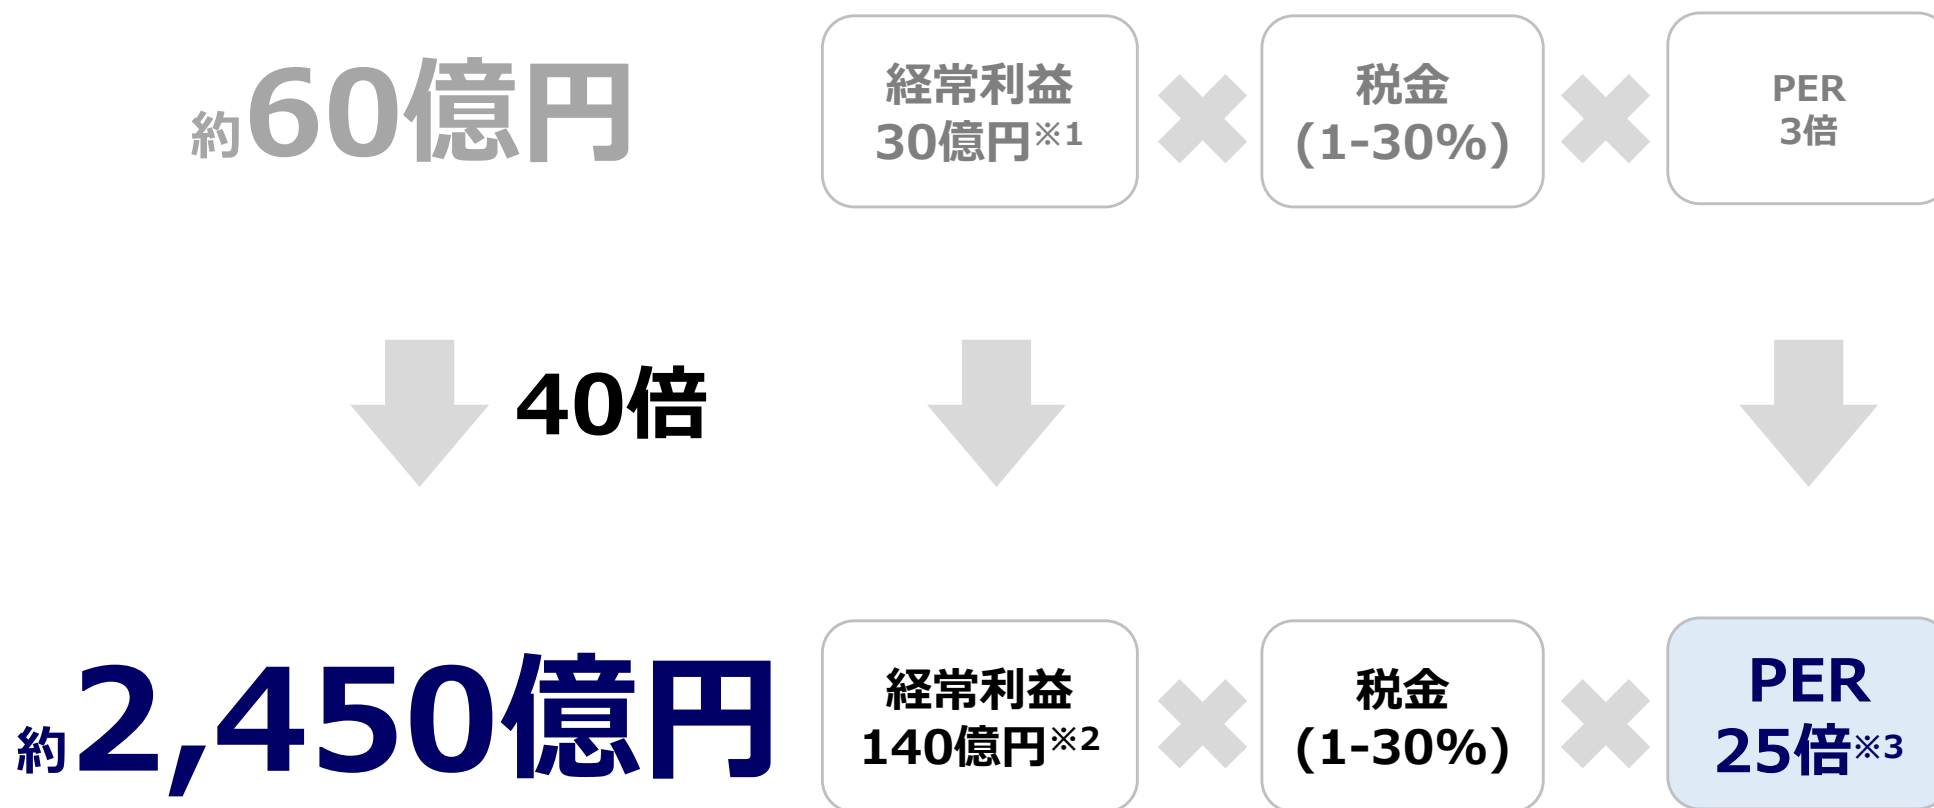 約60億円
経常利益
30億円※1
税金
(1-30%)
PER
3倍
40倍
約2,450億円
経常利益
140億円※2
税金
(1-30%)
PER
25倍※3